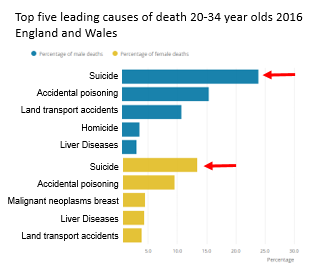 Top five leading causes of death 20-34 year olds 2016
England and Wales
Percentage of male deaths Percentage of female deaths
Suicide
Accidental poisoning
Land transport accidents
Homicide
Liver Diseases
Suicide
Accidental poisoning
Malignant neoplasms breast
Liver Diseases
Land transport accidents
5.0 10.0 15.0 20.0 25.0 30.0
Percentage